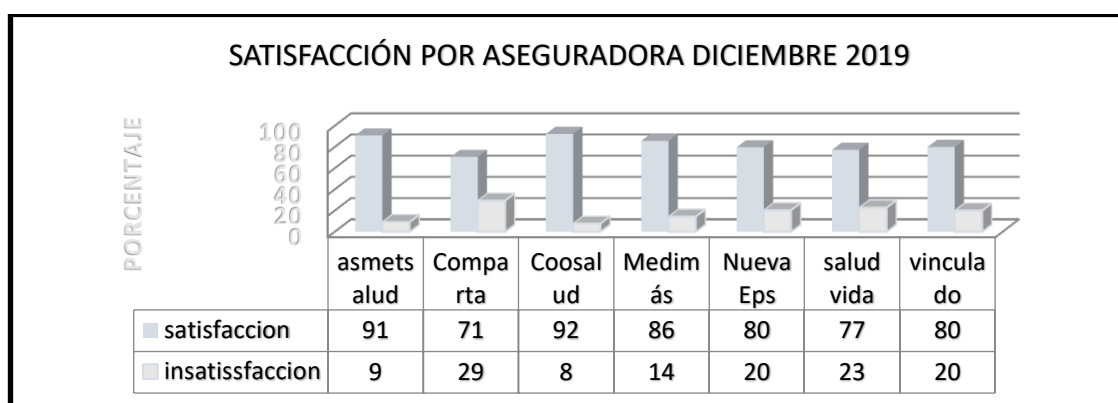 SATISFACCIÓN POR ASEGURADORA DICIEMBRE 2019
PORCENTAJE
100
80
60
40
20
0
asmets Compa Coosal Medim Nueva salud vincula
alud rta ud ás Eps vida do
satisfaccion 91 71 92 86 80 77 80
insatissfaccion 9 29 8 14 20 23 20